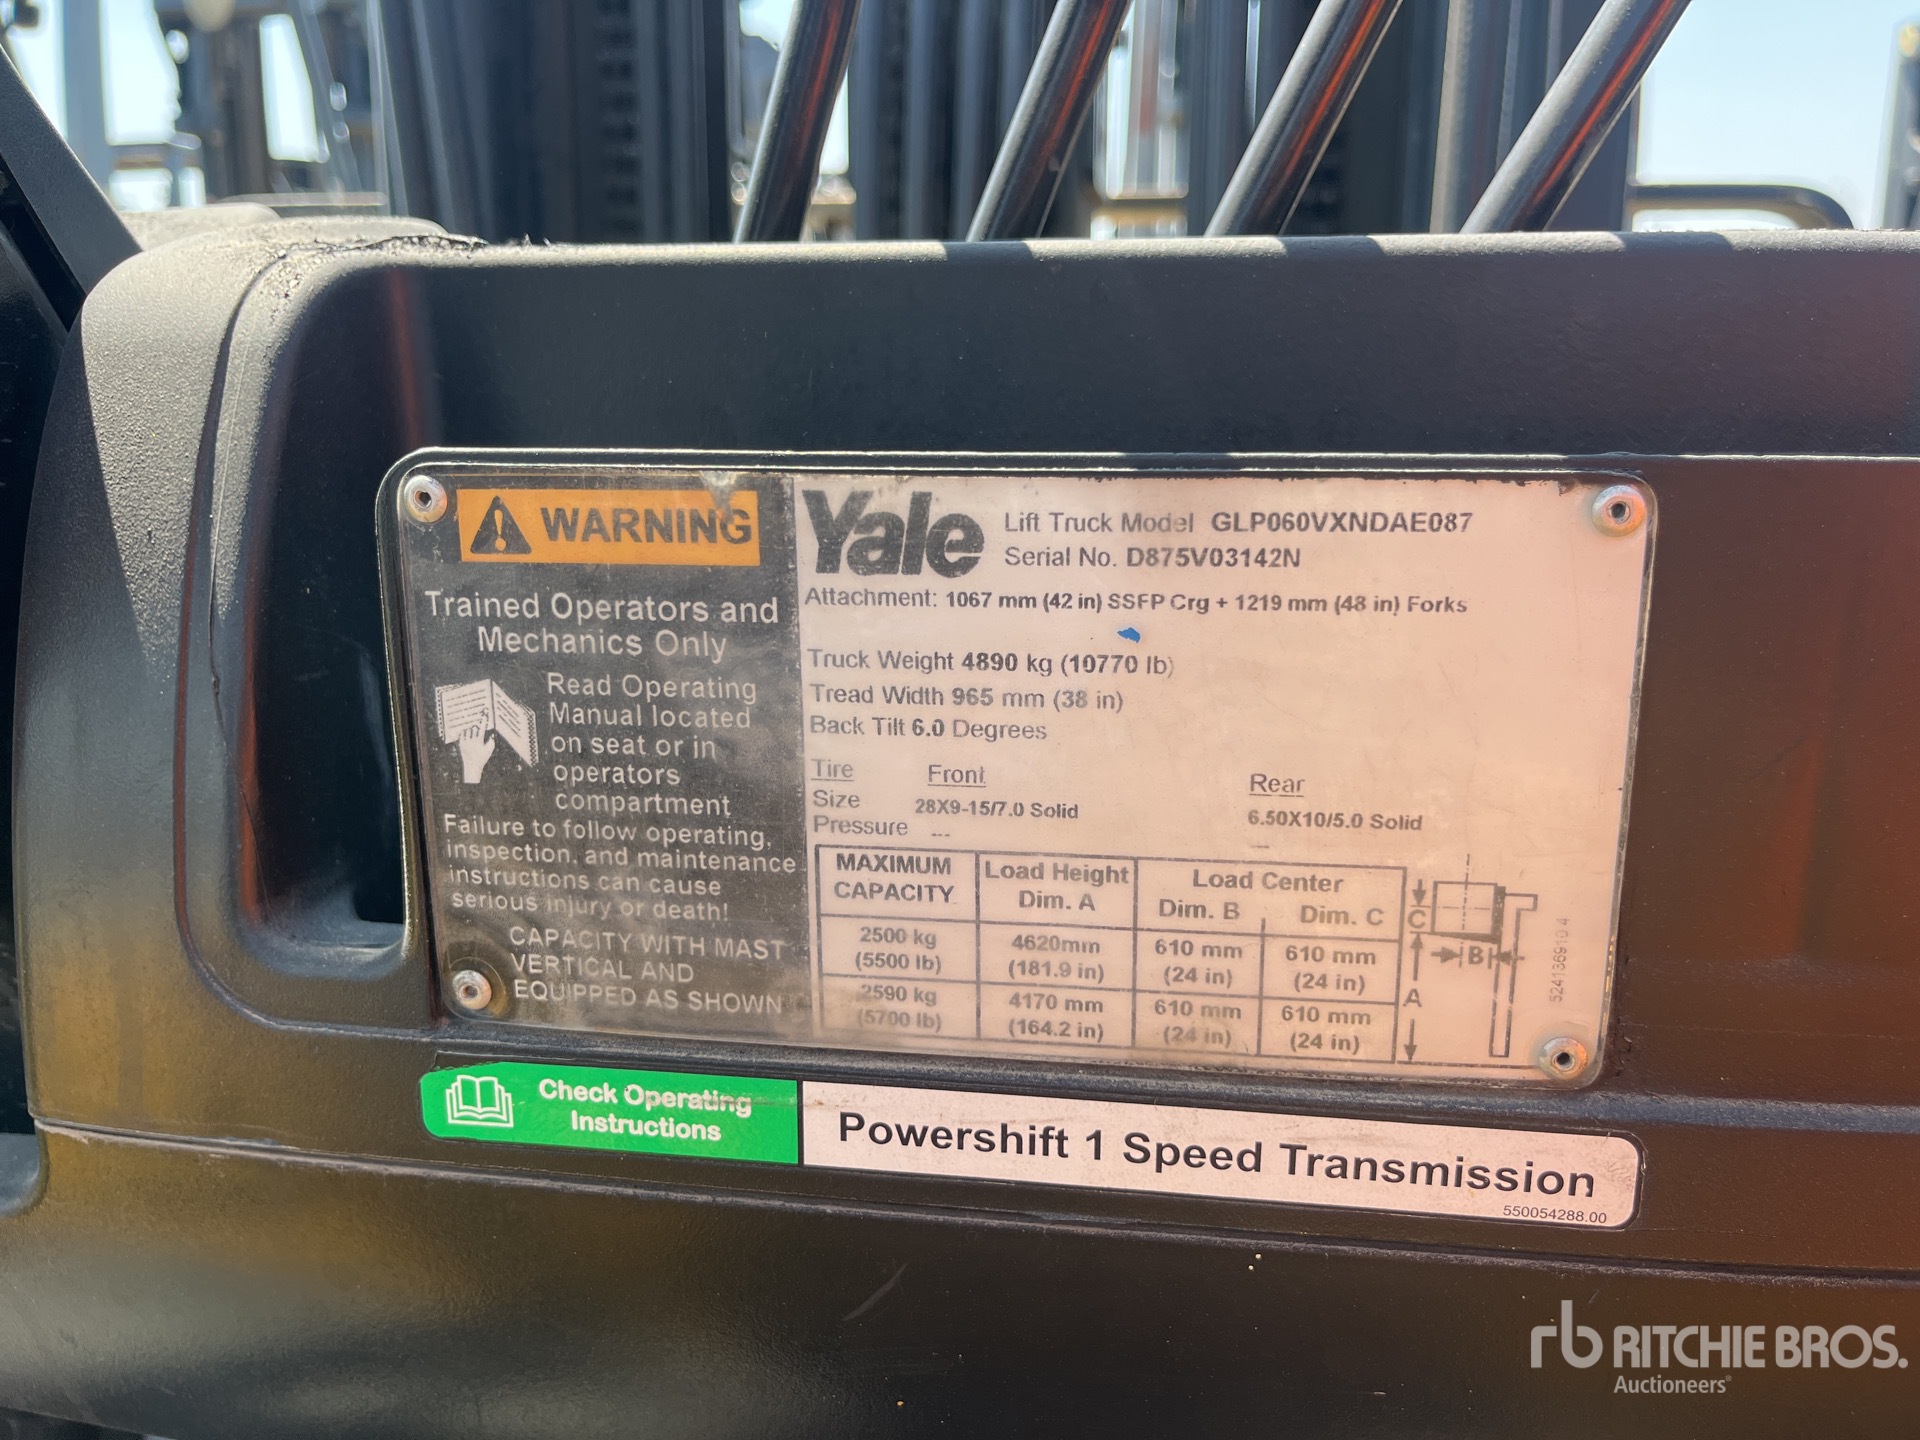 WARNING
Trained Operators and
Mechanics Only
Read Operating
Manual located
on seat or in
operators
compartment
Failure to follow operating,
inspection, and maintenance
instructions can cause
serious injury or death!
CAPACITY WITH MAST
VERTICAL AND
EQUIPPED AS SHOWN
Yale
Lift Truck Model GLP060VXNDAE087
Serial No. D875V03142N
Attachment: 1067 mm (42 in) SSFP Crg + 1219 mm (48 in) Forks
Truck Weight 4890 kg (10770 lb)
Tread Width 965 mm (38 in)
Back Tilt 6.0 Degrees
Tire Front Rear
Size 28X9-15/7.0 Solid 6.50X10/5.0 Solid
Pressure --- ---
MAXIMUM CAPACITY Load Height Dim. A Load Center
Dim. B Dim. C
2500 kg 4620mm 610 mm 610 mm
(5500 lb) (181.9 in) (24 in) (24 in)
2590 kg 4170 mm 610 mm 610 mm
(5700 lb) (164.2 in) (24 in) (24 in)
C
B
A
524136910 4
Check Operating
Instructions
Powershift 1 Speed Transmission
550054288.00
rb RITCHIE BROS.
Auctioneers®